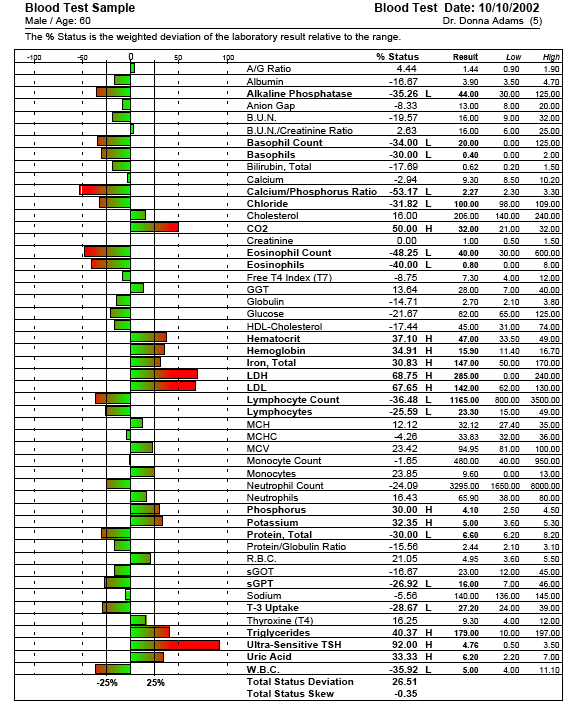 Blood Test Sample Blood Test Date: 10/10/2002
Male / Age: 60 Dr. Donna Adams (5)
The % Status is the weighted deviation of the laboratory result relative to the range.
-100 -50 0 50 100 % Status Result Low High
A/G Ratio 4.44 1.44 0.90 1.90
Albumin -16.67 3.90 3.50 4.70
Alkaline Phosphatase -35.26 L 44.00 30.00 125.00
Anion Gap -8.33 13.00 8.00 20.00
B.U.N. -19.57 16.00 9.00 32.00
B.U.N./Creatinine Ratio 2.63 16.00 6.00 25.00
Basophil Count -34.00 L 20.00 0.00 125.00
Basophils -30.00 L 0.40 0.00 2.00
Bilirubin, Total -17.69 0.62 0.20 1.50
Calcium -2.94 9.30 8.50 10.20
Calcium/Phosphorus Ratio -53.17 L 2.27 2.30 3.30
Chloride -31.82 L 100.00 98.00 109.00
Cholesterol 16.00 206.00 140.00 240.00
CO2 50.00 H 32.00 21.00 32.00
Creatinine 0.00 1.00 0.50 1.50
Eosinophil Count -48.25 L 40.00 30.00 600.00
Eosinophils -40.00 L 0.80 0.00 8.00
Free T4 Index (T7) -8.75 7.30 4.00 12.00
GGT 13.64 28.00 7.00 40.00
Globulin -14.71 2.70 2.10 3.80
Glucose -21.67 82.00 65.00 125.00
HDL-Cholesterol -17.44 45.00 31.00 74.00
Hematocrit 37.10 H 47.00 33.50 49.00
Hemoglobin 34.91 H 15.90 11.40 16.70
Iron, Total 30.83 H 147.00 50.00 170.00
LDH 68.75 H 285.00 0.00 240.00
LDL 67.65 H 142.00 62.00 130.00
Lymphocyte Count -36.48 L 1165.00 800.00 3500.00
Lymphocytes -25.59 L 23.30 15.00 49.00
MCH 12.12 32.12 27.40 35.00
MCHC -4.26 33.83 32.00 36.00
MCV 23.42 94.95 81.00 100.00
Monocyte Count -1.65 480.00 40.00 950.00
Monocytes 23.85 9.60 0.00 13.00
Neutrophil Count -24.09 3295.00 1650.00 8000.00
Neutrophils 16.43 65.90 38.00 80.00
Phosphorus 30.00 H 4.10 2.50 4.50
Potassium 32.35 H 5.00 3.60 5.30
Protein, Total -30.00 L 6.60 6.20 8.20
Protein/Globulin Ratio -15.56 2.44 2.10 3.10
R.B.C. 21.05 4.95 3.60 5.50
sGOT -16.67 23.00 12.00 45.00
sGPT -26.92 L 16.00 7.00 46.00
Sodium -5.56 140.00 136.00 145.00
T-3 Uptake -28.67 L 27.20 24.00 39.00
Thyroxine (T4) 16.25 9.30 4.00 12.00
Triglycerides 40.37 H 179.00 10.00 197.00
Ultra-Sensitive TSH 92.00 H 4.76 0.50 3.50
Uric Acid 33.33 H 6.20 2.20 7.00
W.B.C. -35.92 L 5.00 4.00 11.10
-25% 25% Total Status Deviation 26.51
Total Status Skew -0.35